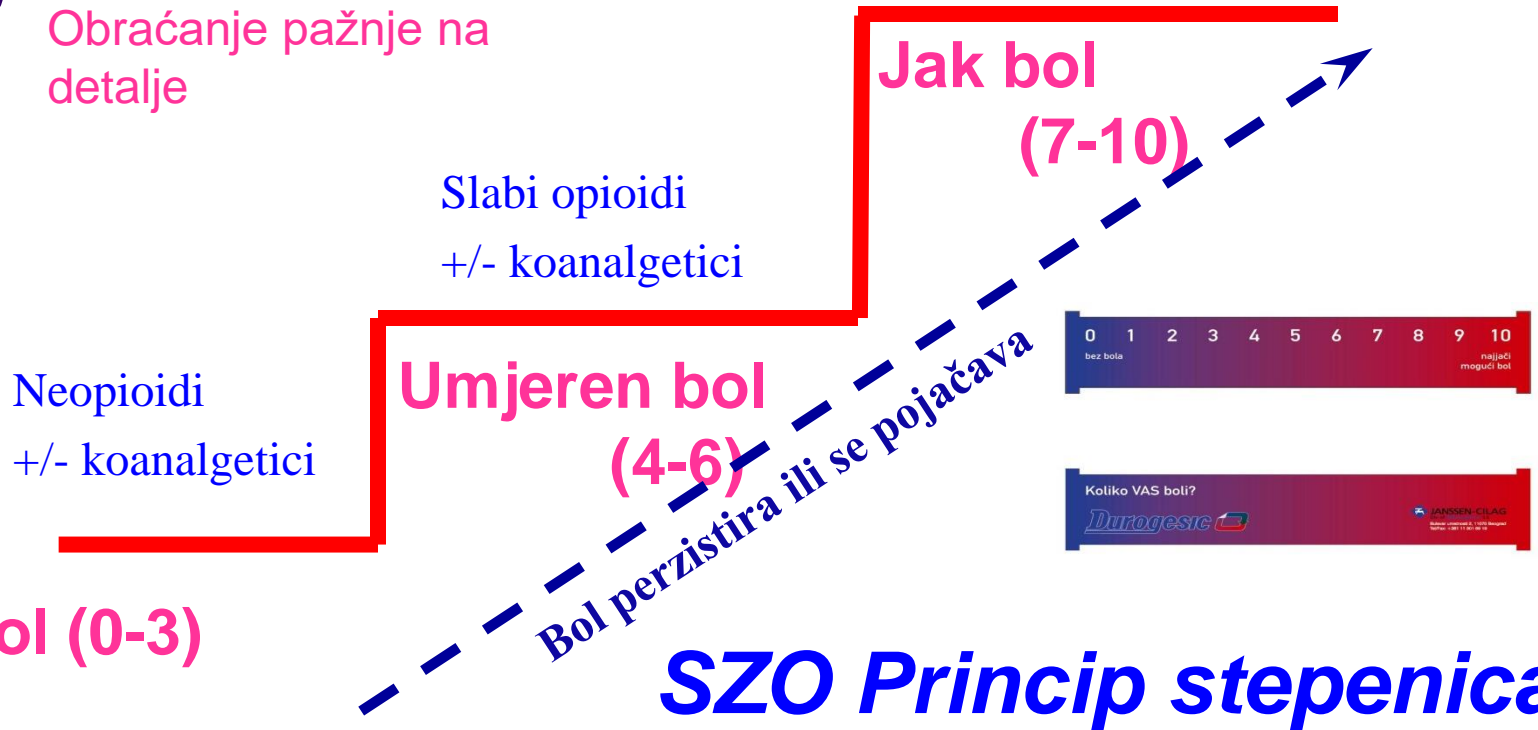 Obraćanje pažnje na
detalje
Jak bol
(7-10)
Slabi opioidi
+/- koanalgetici
Neopioidi
+/- koanalgetici
Umjeren bol
(4-6)
Bol perzistira ili se pojačava
0 1 2 3 4 5 6 7 8 9 10
bez bola
najjači
mogući bol
Koliko VAS boli?
Durogesic
JANSSEN-CILAG
ol (0-3)
SZO Princip stepenica